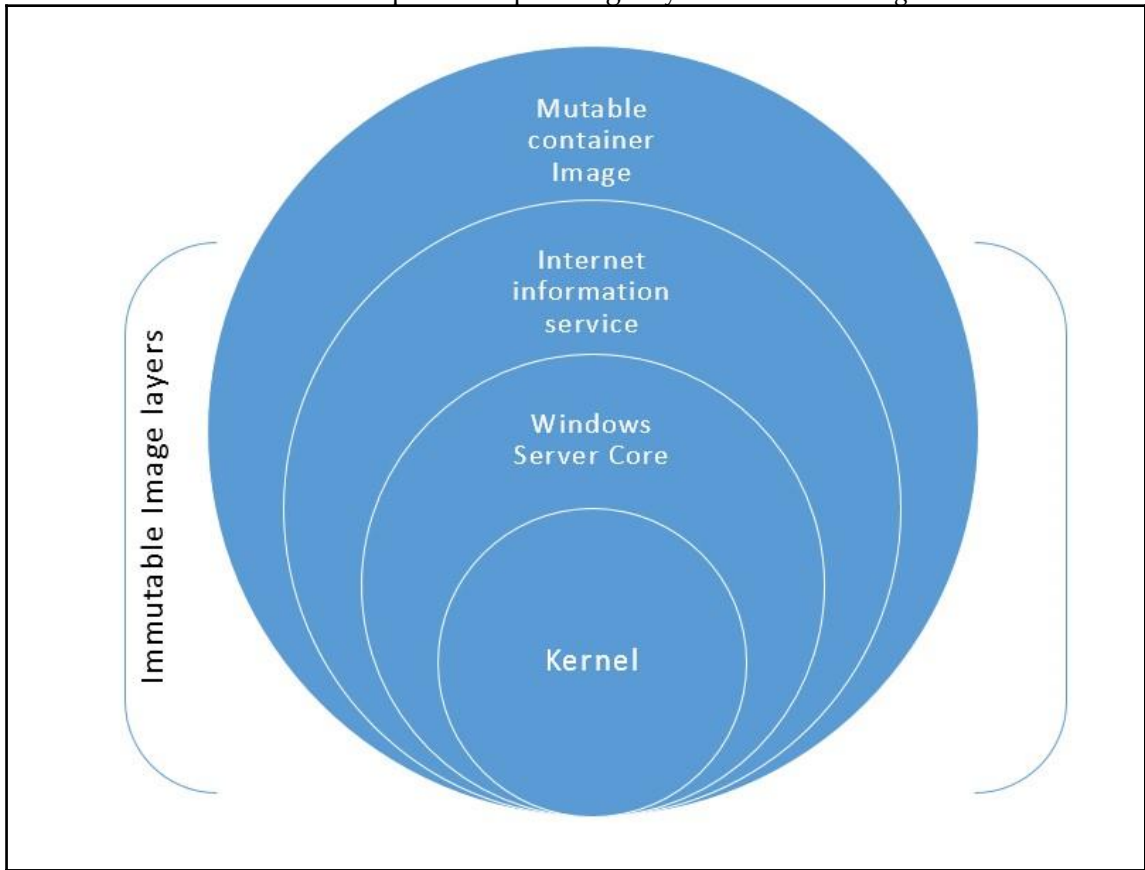 Mutable
container
Image
Internet
information
service
Windows
Server Core
Kernel
Immutable Image layers